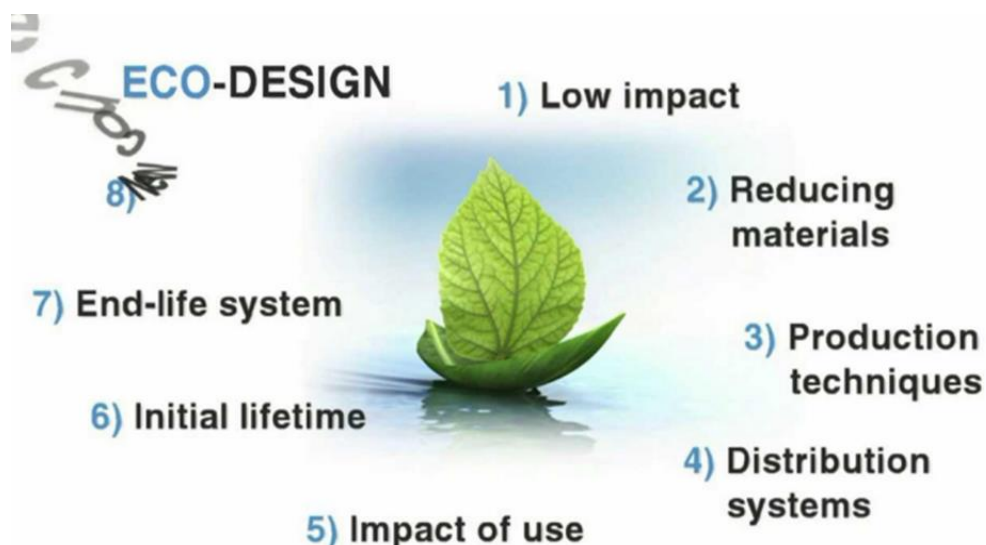 ECO-DESIGN
1) Low impact
2) Reducing
materials
3) Production
techniques
4) Distribution
systems
5) Impact of use
6) Initial lifetime
7) End-life system
8)